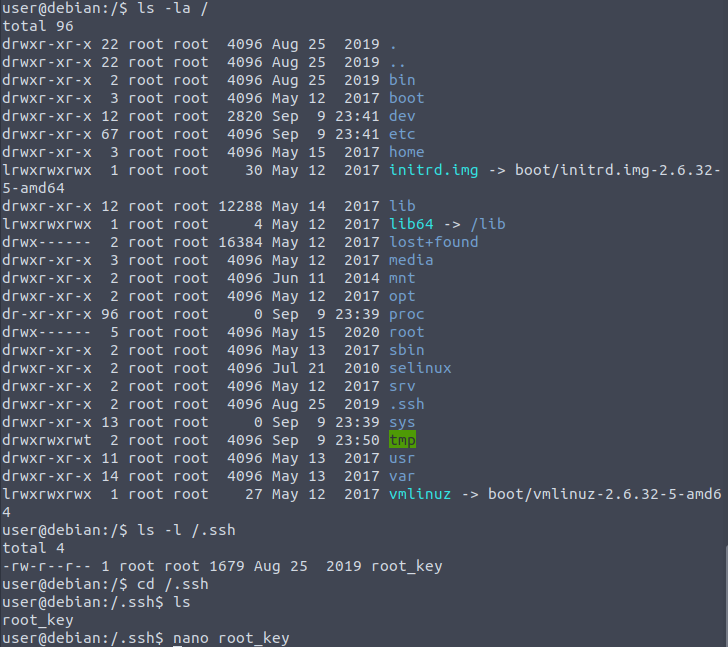 user@debian:/$ ls -la /
total 96
drwxr-xr-x 22 root root  4096 Aug 25  2019 .
drwxr-xr-x 22 root root  4096 Aug 25  2019 ..
drwxr-xr-x  2 root root  4096 Aug 25  2019 bin
drwxr-xr-x  3 root root  4096 May 12  2017 boot
drwxr-xr-x 12 root root  2820 Sep  9 23:41 dev
drwxr-xr-x 67 root root  4096 Sep  9 23:41 etc
drwxr-xr-x  3 root root  4096 May 15  2017 home
lrwxrwxrwx  1 root root    30 May 12  2017 initrd.img -> boot/initrd.img-2.6.32-
5-amd64
drwxr-xr-x 12 root root 12288 May 14  2017 lib
lrwxrwxrwx  1 root root     4 May 12  2017 lib64 -> /lib
drwx------  2 root root 16384 May 12  2017 lost+found
drwxr-xr-x  3 root root  4096 May 12  2017 media
drwxr-xr-x  2 root root  4096 Jun 11  2014 mnt
drwxr-xr-x  2 root root  4096 May 12  2017 opt
dr-xr-xr-x 96 root root     0 Sep  9 23:39 proc
drwx------  5 root root  4096 May 15  2020 root
drwxr-xr-x  2 root root  4096 May 13  2017 sbin
drwxr-xr-x  2 root root  4096 Jul 21  2010 selinux
drwxr-xr-x  2 root root  4096 May 12  2017 srv
drwxr-xr-x  2 root root  4096 Aug 25  2019 .ssh
drwxr-xr-x 13 root root     0 Sep  9 23:39 sys
drwxrwxrwt  2 root root  4096 Sep  9 23:50 tmp
drwxr-xr-x 11 root root  4096 May 13  2017 usr
drwxr-xr-x 14 root root  4096 May 13  2017 var
lrwxrwxrwx  1 root root    27 May 12  2017 vmlinuz -> boot/vmlinuz-2.6.32-5-amd6
4
user@debian:/$ ls -l /.ssh
total 4
-rw-r--r-- 1 root root 1679 Aug 25  2019 root_key
user@debian:/$ cd /.ssh
user@debian:/.ssh$ ls
root_key
user@debian:/.ssh$ nano root_key